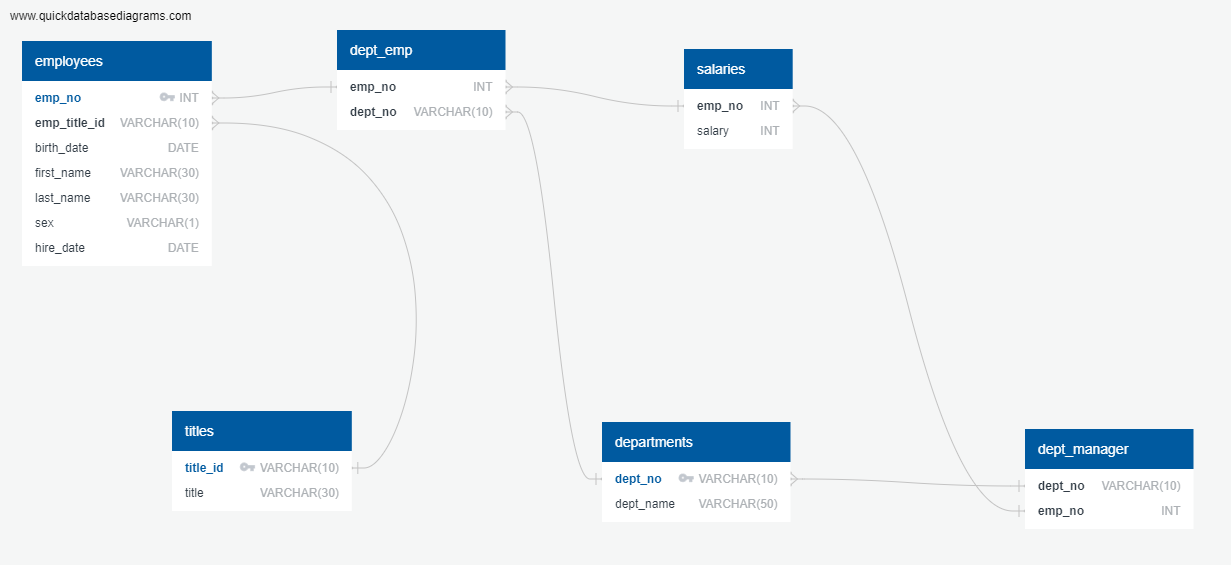 www.quickdatabasediagrams.com
employees
emp_no INT
emp_title_id VARCHAR(10)
birth_date DATE
first_name VARCHAR(30)
last_name VARCHAR(30)
sex VARCHAR(1)
hire_date DATE
dept_emp
emp_no INT
dept_no VARCHAR(10)
salaries
emp_no INT
salary INT
titles
title_id VARCHAR(10)
title VARCHAR(30)
departments
dept_no VARCHAR(10)
dept_name VARCHAR(50)
dept_manager
dept_no VARCHAR(10)
emp_no INT